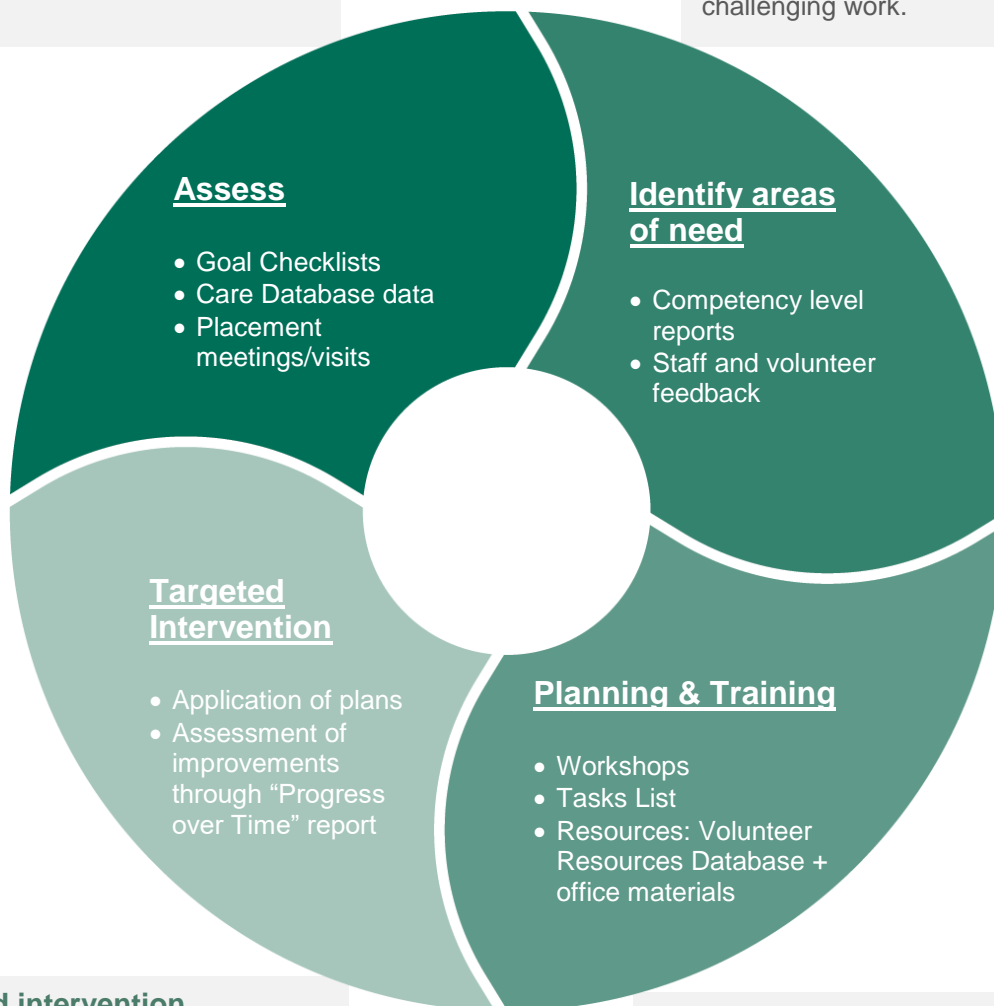 challenging work.
Assess
• Goal Checklists
• Care Database data
• Placement
meetings/visits
Identify areas
of need
• Competency level
reports
• Staff and volunteer
feedback
Targeted
Intervention
• Application of plans
• Assessment of
improvements
through “Progress
over Time” report
Planning & Training
• Workshops
• Tasks List
• Resources: Volunteer
Resources Database +
office materials
intervention